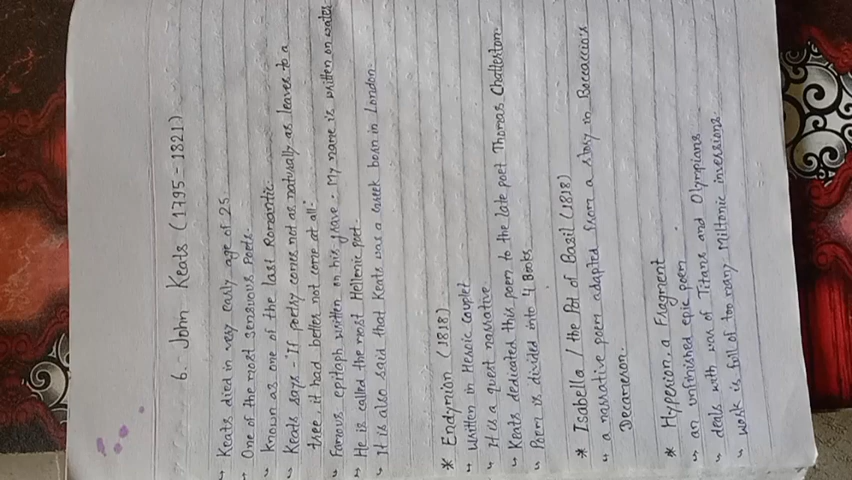 6. John Keats (1795-1821)
↳ Keats died in very early age of 25
↳ One of the most sensuous Poets.
↳ known as one of the last Romantic.
↳ Keats says - 'If poetry comes not as naturally as leaves to a
tree, it had better not come at all.'
↳ Famous epitaph written on his grave - My name is written on water
↳ He is called the most Hellenic poet.
↳ It is also said that Keats was a Greek born in London.
* Endymion (1818)
↳ written in Heroic Couplet
↳ It is a quest narrative.
↳ Keats dedicated this poem to the late poet Thomas Chatterton.
↳ Poem is divided into 4 Books
* Isabella / the Pot of Basil (1818)
↳ a narrative poem adapted from a story in Boccaccio's
Decameron.
* Hyperion, a Fragment
↳ an unfinished epic poem
↳ deals with war of Titans and Olympians
↳ work is full of too many Miltonic inversions.